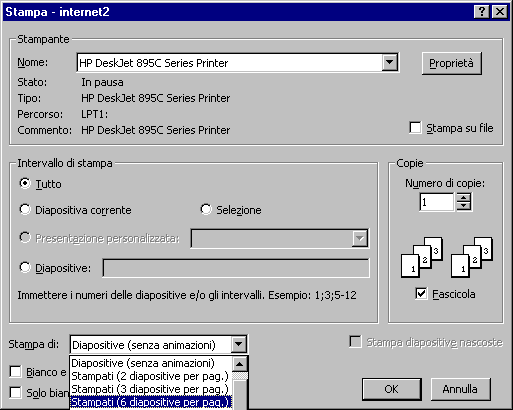 Stampa - internet2
Stampante
Nome: HP DeskJet 895C Series Printer Proprietà
Stato: In pausa
Tipo: HP DeskJet 895C Series Printer
Percorso: LPT1:
Commento: HP DeskJet 895C Series Printer
Stampa su file
Intervallo di stampa
Tutto
Diapositiva corrente Selezione
Presentazione personalizzata:
Diapositive:
Immettere i numeri delle diapositive e/o gli intervalli. Esempio: 1;3;5-12
Copie
Numero di copie:
1
1 2 3 1 2 3
Fascicola
Stampa di: Diapositive (senza animazioni) Stampa diapositive nascoste
Diapositive (senza animazioni)
Bianco e Stampati (2 diapositive per pag.)
Stampati (3 diapositive per pag.)
Solo bian Stampati (6 diapositive per pag.)
OK Annulla